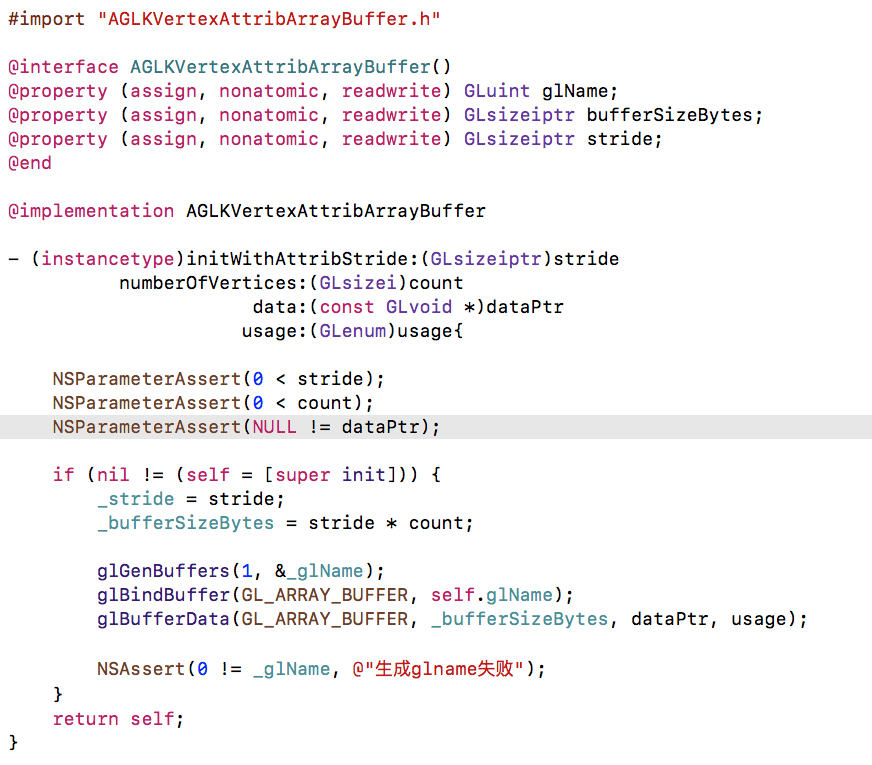 #import "AGLKVertexAttribArrayBuffer.h"
@interface AGLKVertexAttribArrayBuffer()
@property (assign, nonatomic, readwrite) GLuint glName;
@property (assign, nonatomic, readwrite) GLsizeiptr bufferSizeBytes;
@property (assign, nonatomic, readwrite) GLsizeiptr stride;
@end
@implementation AGLKVertexAttribArrayBuffer
- (instancetype)initWithAttribStride:(GLsizeiptr)stride
numberOfVertices:(GLsizei)count
data:(const GLvoid *)dataPtr
usage:(GLenum)usage{
NSParameterAssert(0 < stride);
NSParameterAssert(0 < count);
NSParameterAssert(NULL != dataPtr);
if (nil != (self = [super init])) {
_stride = stride;
_bufferSizeBytes = stride * count;
glGenBuffers(1, &_glName);
glBindBuffer(GL_ARRAY_BUFFER, self.glName);
glBufferData(GL_ARRAY_BUFFER, _bufferSizeBytes, dataPtr, usage);
NSAssert(0 != _glName, @"生成glname失败");
}
return self;
}